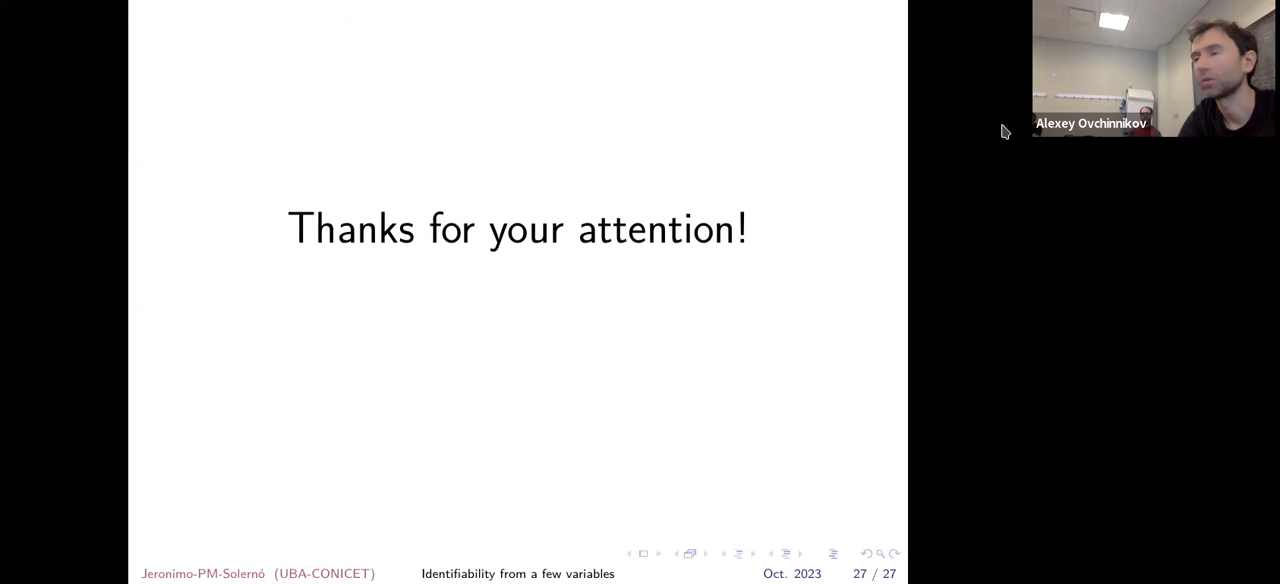 Alexey Ovchinnikov
Thanks for your attention!
Jeronimo-PM-Solernó (UBA-CONICET) Identifiability from a few variables Oct. 2023 27 / 27